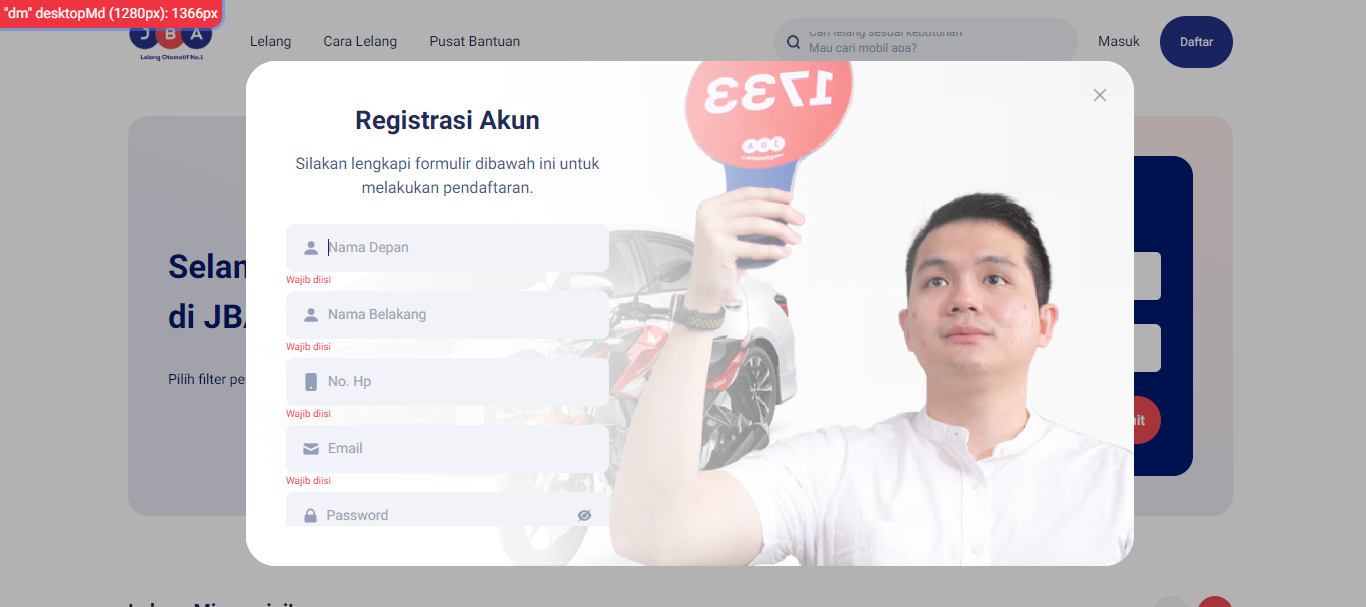 "dm" desktopMd (1280px): 1366px
JBA
Lelang Otomotif No.1
Lelang
Cara Lelang
Pusat Bantuan
Cari lelang sesuai kebutuhan
Mau cari mobil apa?
Masuk
Daftar
1733
Registrasi Akun
Silakan lengkapi formulir dibawah ini untuk
melakukan pendaftaran.
Nama Depan
Wajib diisi
Nama Belakang
Wajib diisi
No. Hp
Wajib diisi
Email
Wajib diisi
Password
Selan
di JBA
Pilih filter pe